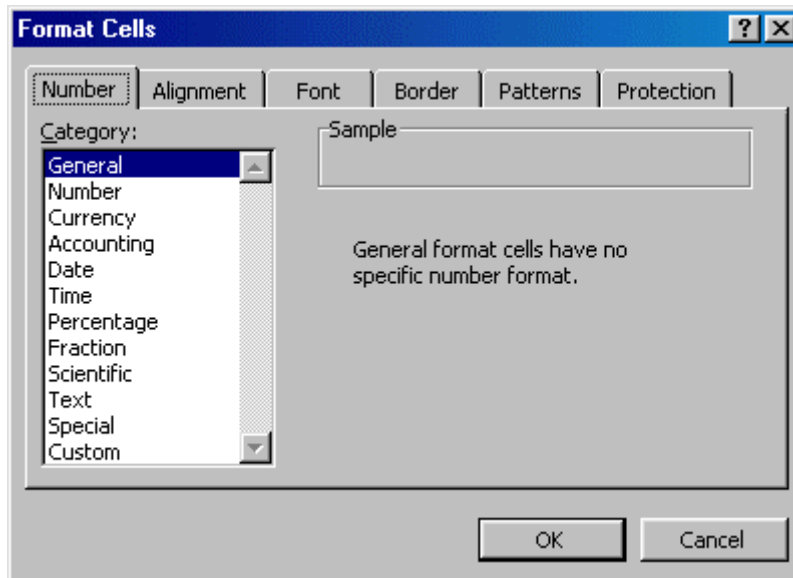 Format Cells
Number Alignment Font Border Patterns Protection
Category:
General
Number
Currency
Accounting
Date
Time
Percentage
Fraction
Scientific
Text
Special
Custom
Sample
General format cells have no
specific number format.
OK Cancel